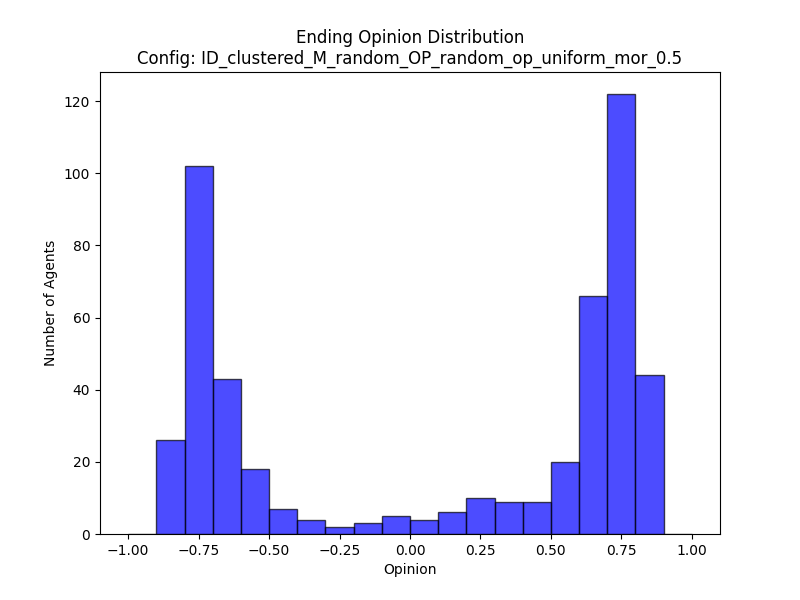 Ending Opinion Distribution
Config: ID_clustered_M_random_OP_random_op_uniform_mor_0.5
120
100
80
60
40
20
0
Number of Agents
−1.00 −0.75 −0.50 −0.25 0.00 0.25 0.50 0.75 1.00
Opinion